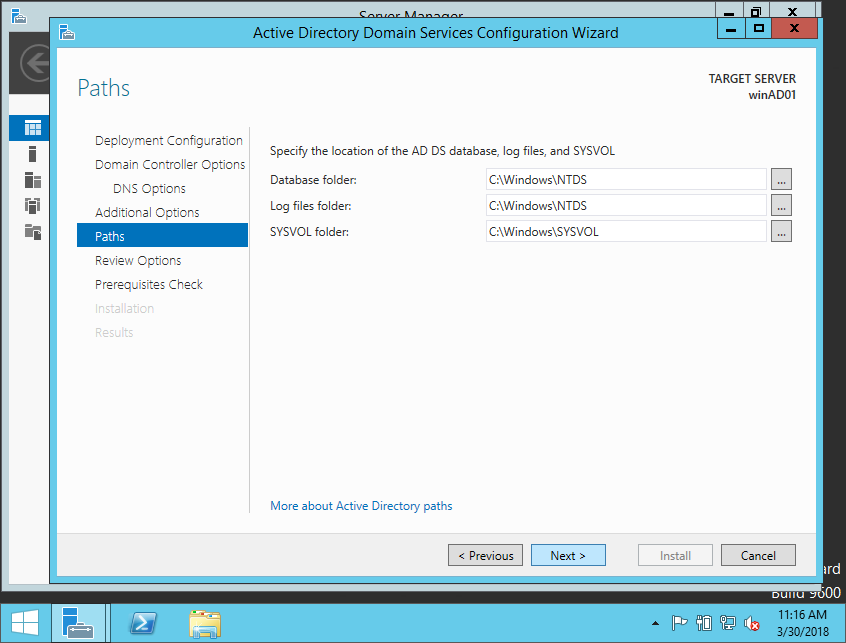 Server Manager
Active Directory Domain Services Configuration Wizard
Paths
TARGET SERVER
winAD01
Deployment Configuration
Domain Controller Options
DNS Options
Additional Options
Paths
Review Options
Prerequisites Check
Installation
Results
Specify the location of the AD DS database, log files, and SYSVOL
Database folder: C:\Windows\NTDS ...
Log files folder: C:\Windows\NTDS ...
SYSVOL folder: C:\Windows\SYSVOL ...
More about Active Directory paths
< Previous Next > Install Cancel
ard
Build 9600
11:16 AM
3/30/2018